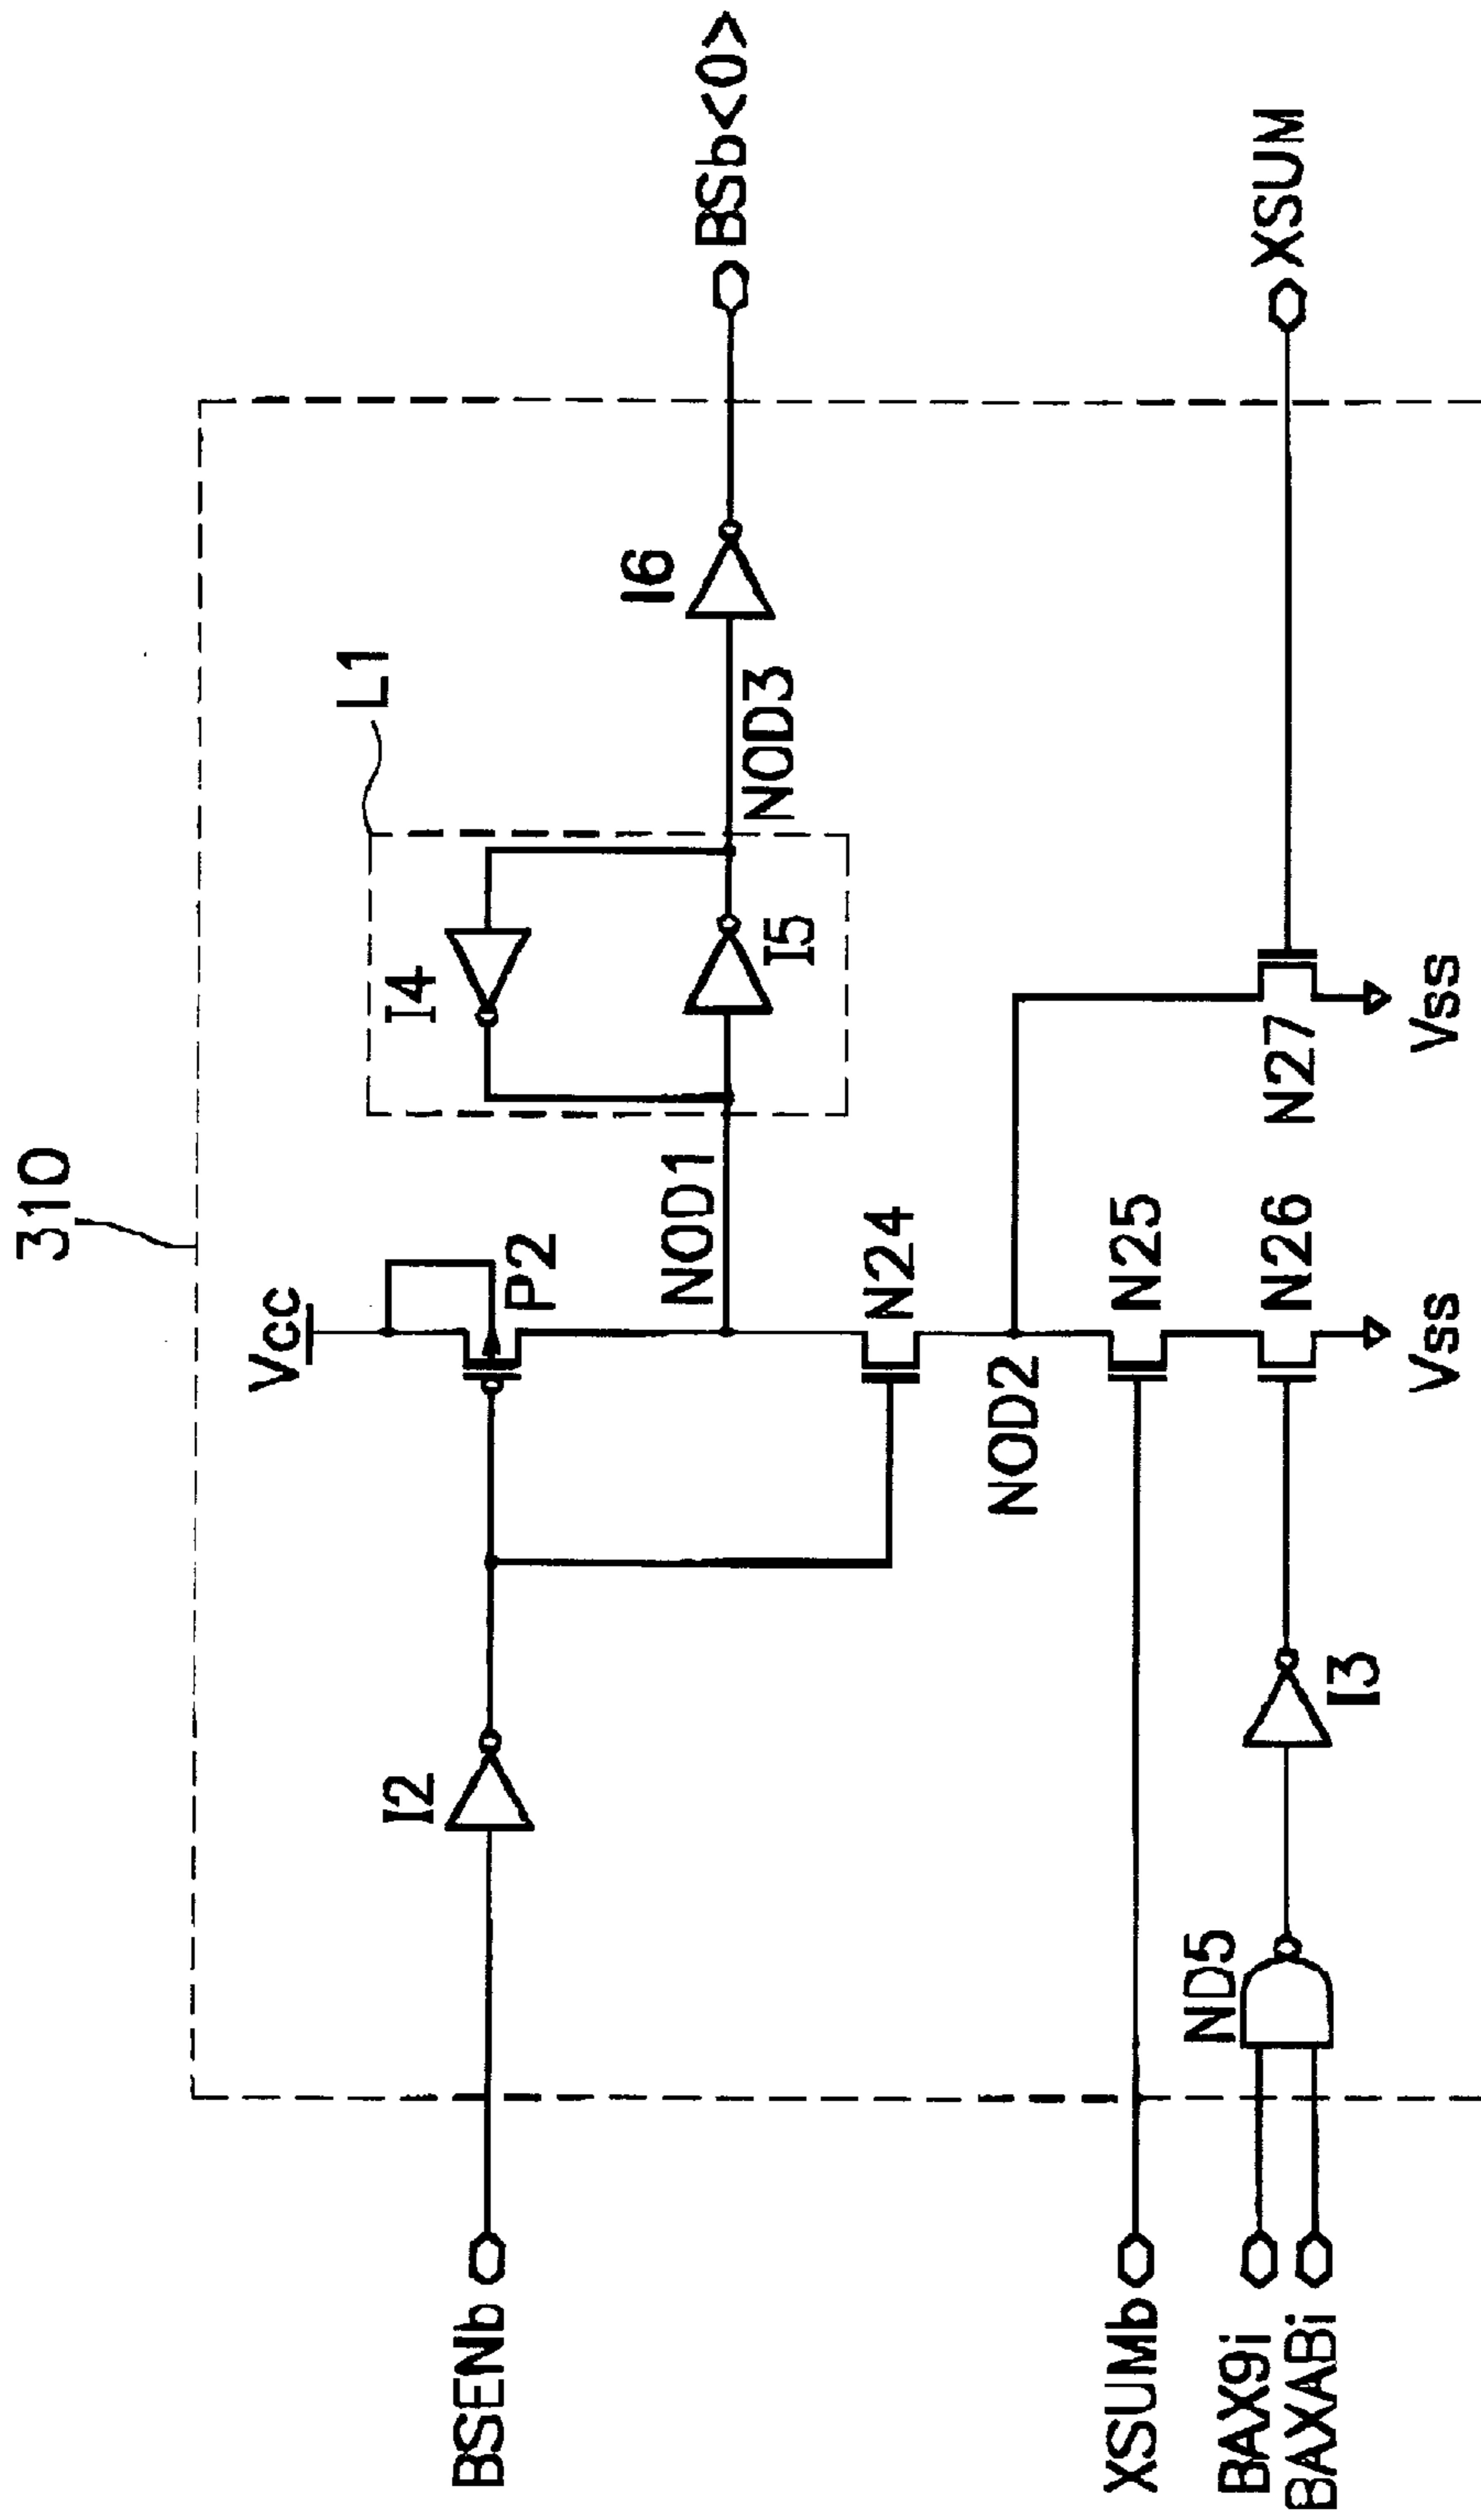 310
Vcc
P2
I2
BSENb
L1
I4
I5
NOD1
NOD3
I6
BSb<0>
N24
NOD2
XSUMb
N25
ND5
BAX9i
BAXABi
I3
N26
N27
XSUM
Vss
Vss